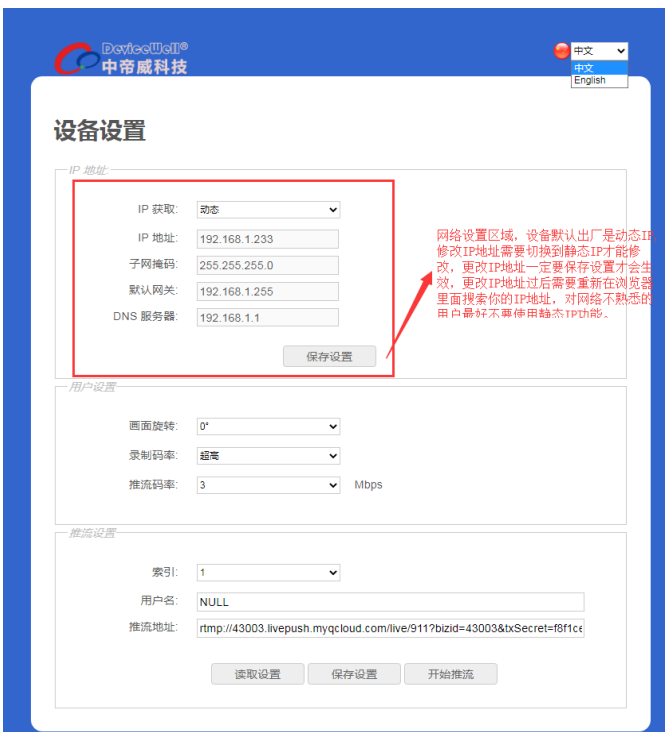 DeviceWell®
中帝威科技
中文
中文
English
设备设置
IP 地址:
IP 获取: 动态
IP 地址: 192.168.1.233
子网掩码: 255.255.255.0
默认网关: 192.168.1.255
DNS 服务器: 192.168.1.1
保存设置
网络设置区域，设备默认出厂是动态IP
修改IP地址需要切换到静态IP才能修
改，更改IP地址一定要保存设置才会生
效，更改IP地址过后需要重新在浏览器
里面搜索你的IP地址，对网络不熟悉的
用户最好不要使用静态IP功能。
用户设置
画面旋转: 0°
录制码率: 超高
推流码率: 3 Mbps
推流设置
索引: 1
用户名: NULL
推流地址: rtmp://43003.livepush.myqcloud.com/live/911?bizid=43003&txSecret=f8f1ce
读取设置 保存设置 开始推流